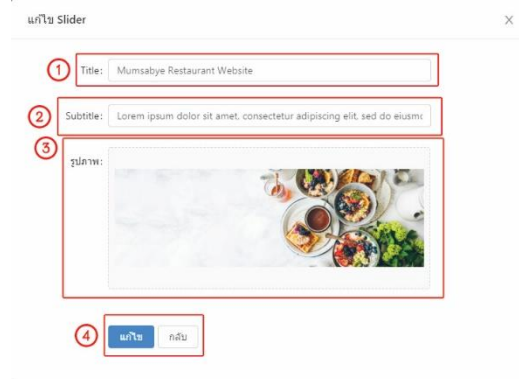 แก้ไข Slider
1 Title: Mumsabye Restaurant Website
2 Subtitle: Lorem ipsum dolor sit amet, consectetur adipiscing elit, sed do eiusmo
3
รูปภาพ:
4 แก้ไข กลับ